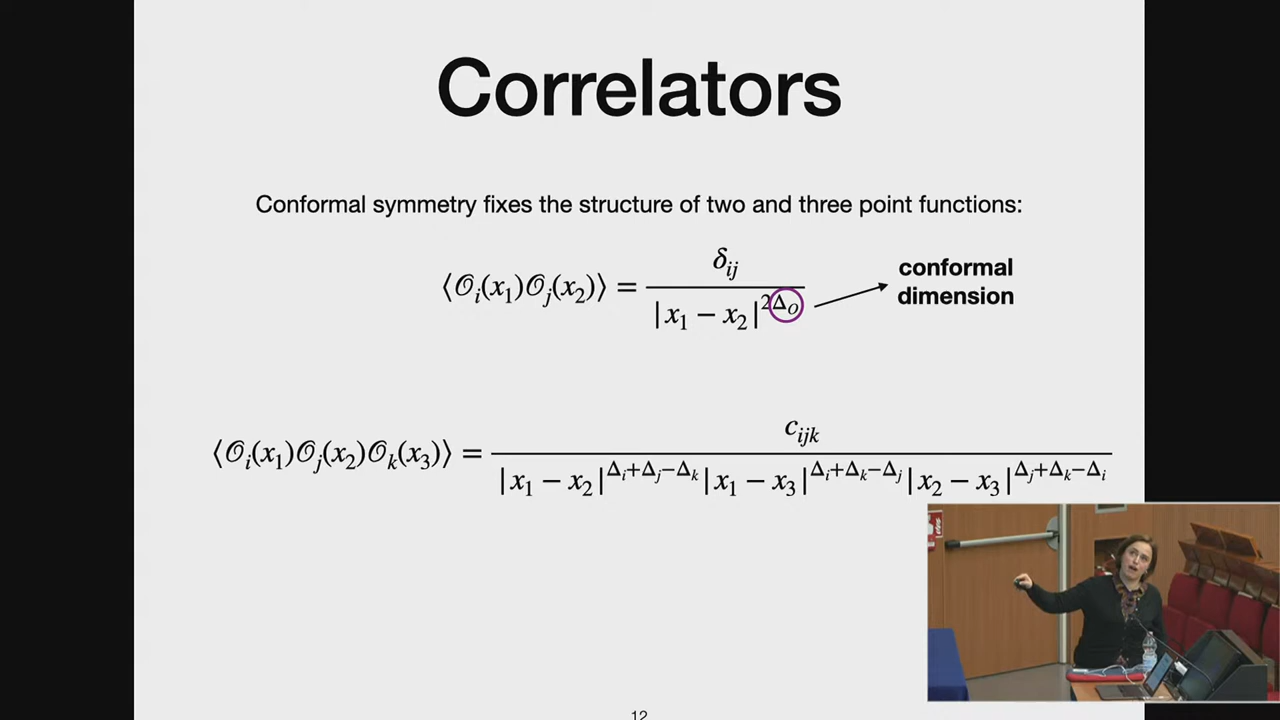 Correlators
Conformal symmetry fixes the structure of two and three point functions:
⟨𝒪ᵢ(x₁)𝒪ⱼ(x₂)⟩ = δᵢⱼ / |x₁ − x₂|^{2Δ_O}
conformal
dimension
⟨𝒪ᵢ(x₁)𝒪ⱼ(x₂)𝒪ₖ(x₃)⟩ = cᵢⱼₖ / |x₁ − x₂|^{Δᵢ+Δⱼ−Δₖ}|x₁ − x₃|^{Δᵢ+Δₖ−Δⱼ}|x₂ − x₃|^{Δⱼ+Δₖ−Δᵢ}
12